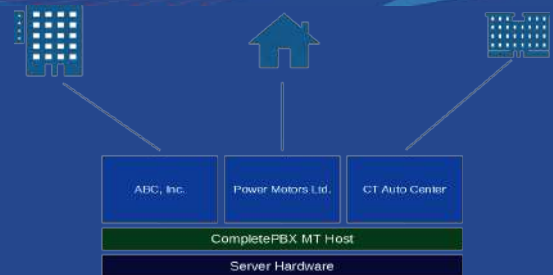 ABC, Inc.
Power Motors Ltd.
CT Auto Center
CompletePBX MT Host
Server Hardware